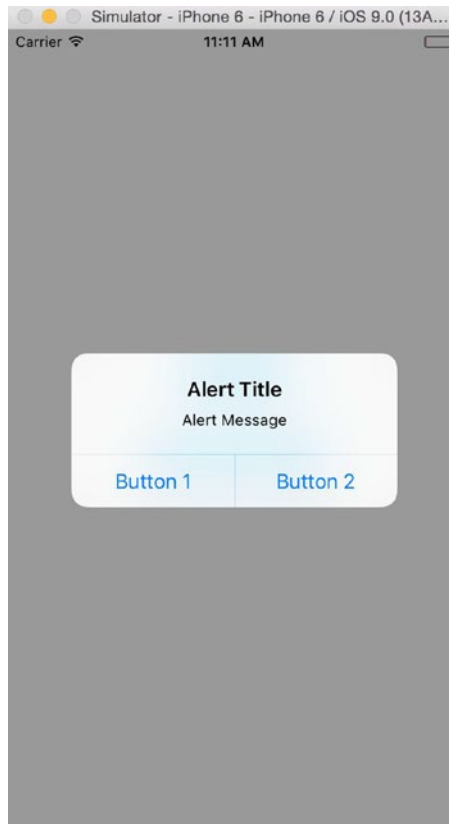 Simulator - iPhone 6 - iPhone 6 / iOS 9.0 (13A...
Carrier 11:11 AM
Alert Title
Alert Message
Button 1 Button 2